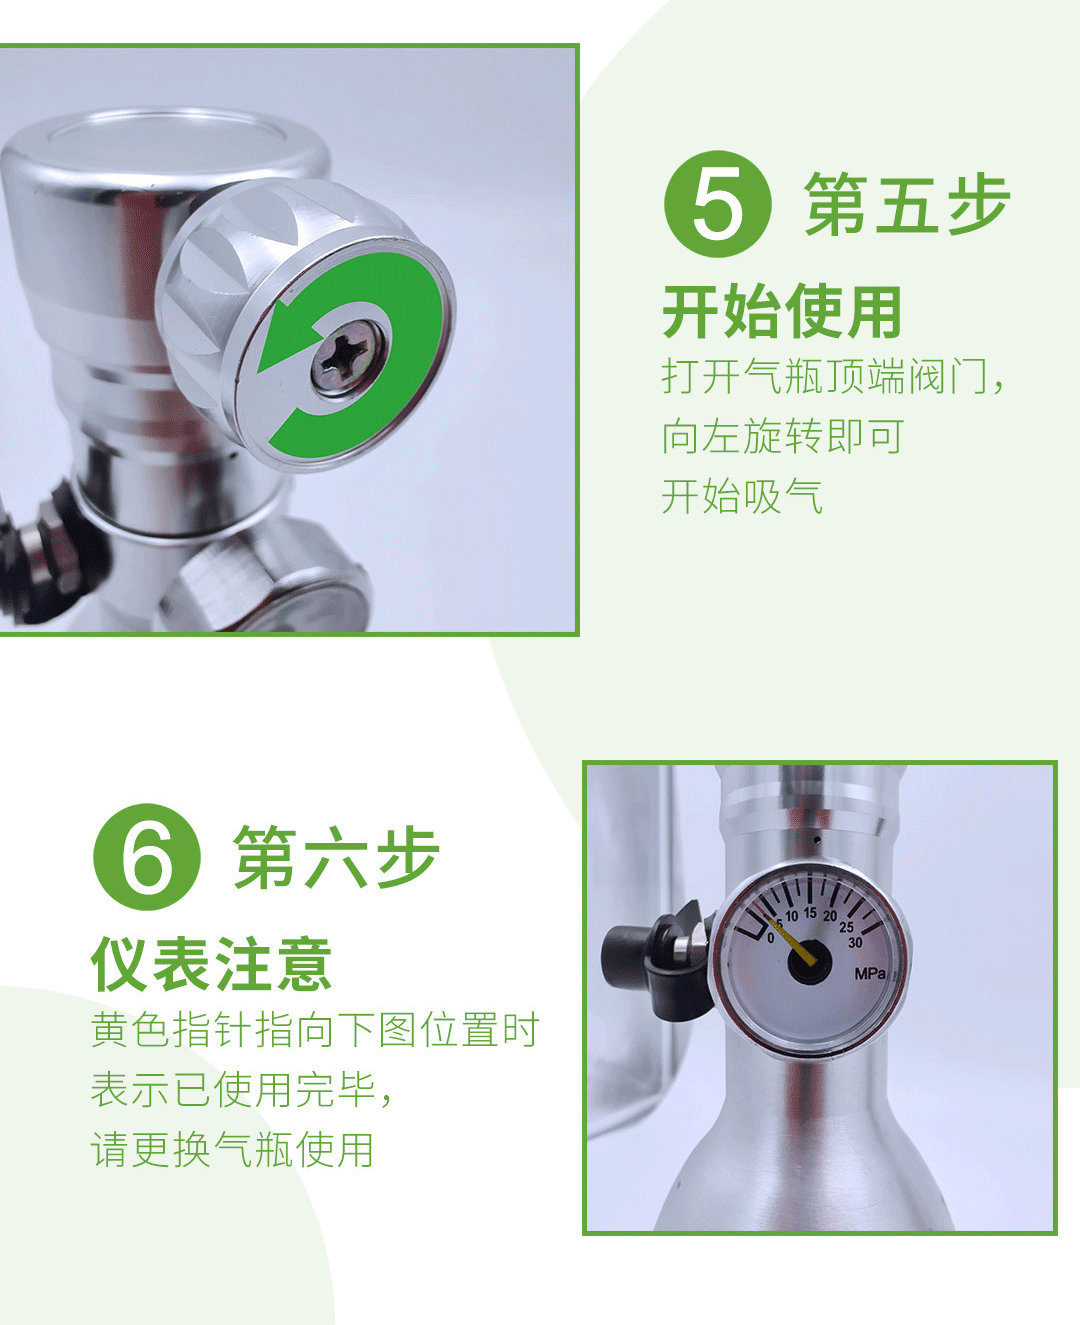 5 第五步
开始使用
打开气瓶顶端阀门，
向左旋转即可
开始吸气
6 第六步
仪表注意
黄色指针指向下图位置时
表示已使用完毕，
请更换气瓶使用
0 5 10 15 20 25 30
MPa